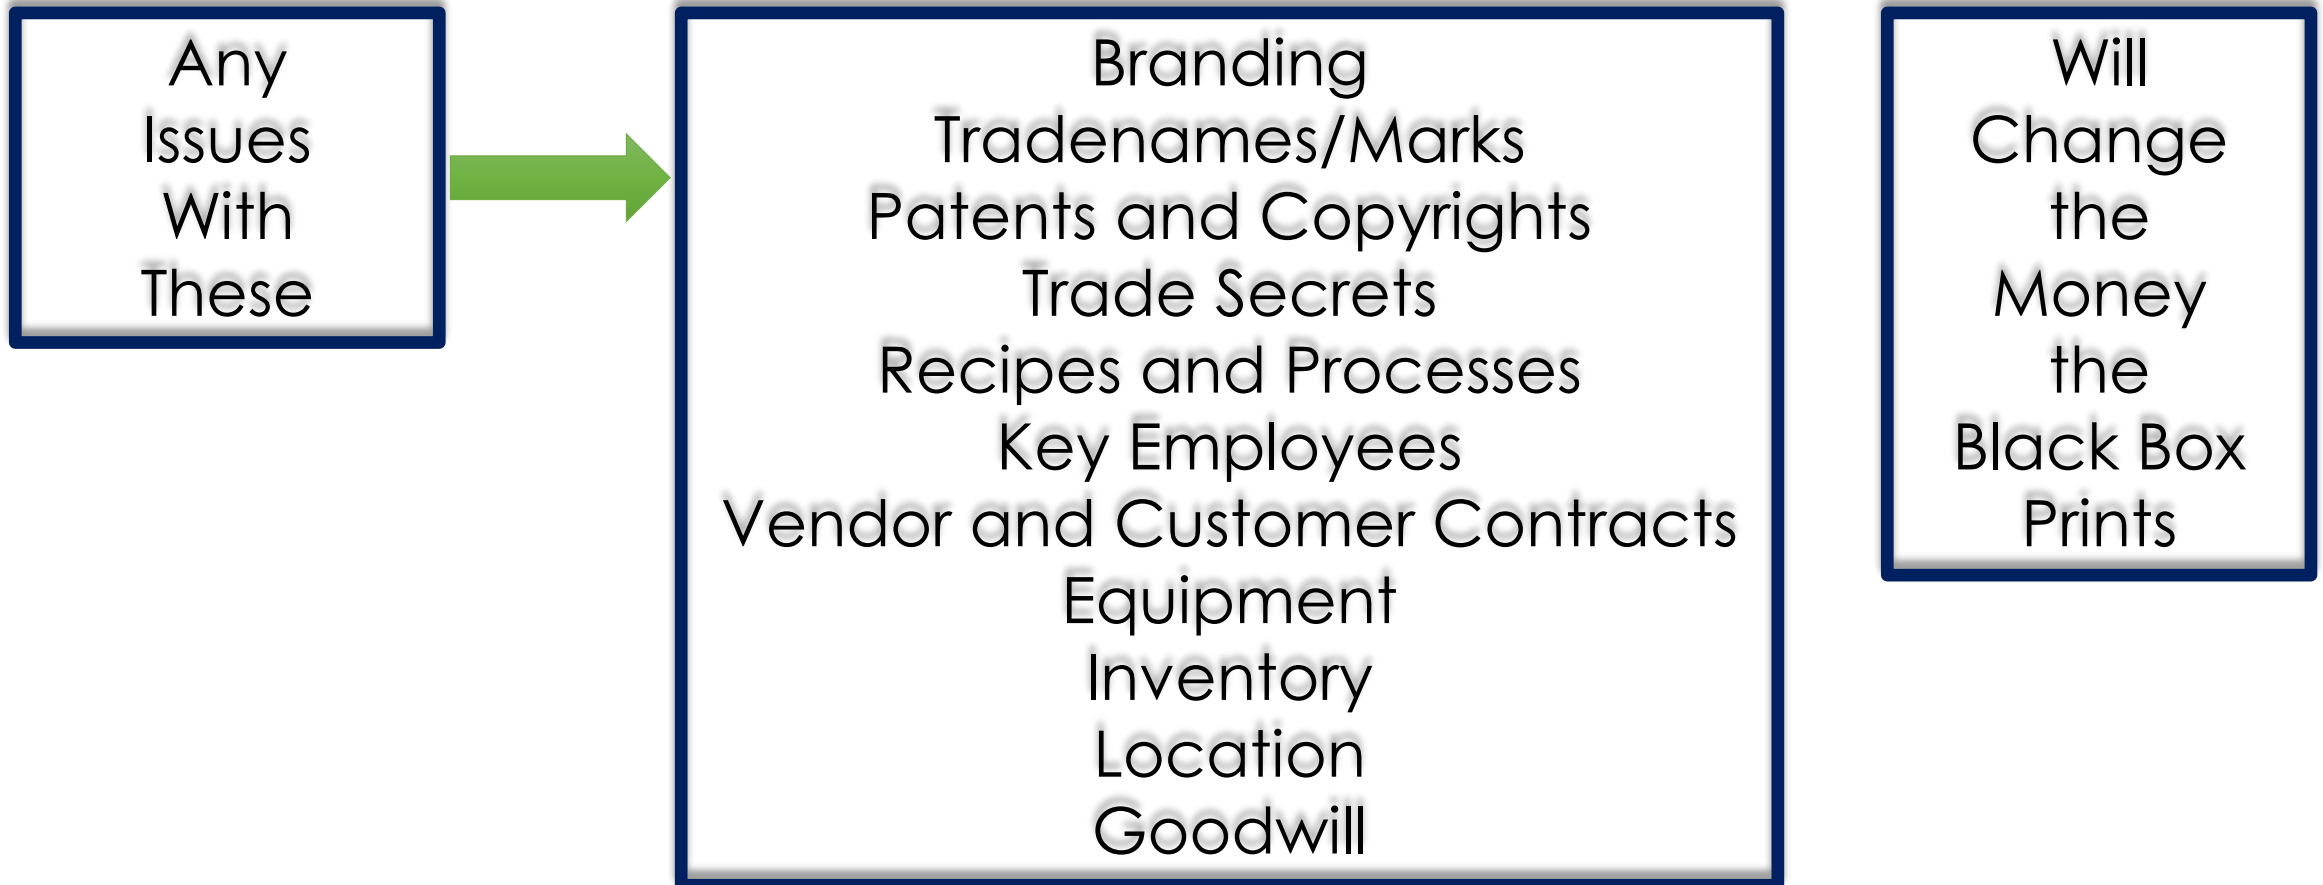 Any
Issues
With
These
Branding
Tradenames/Marks
Patents and Copyrights
Trade Secrets
Recipes and Processes
Key Employees
Vendor and Customer Contracts
Equipment
Inventory
Location
Goodwill
Will
Change
the
Money
the
Black Box
Prints